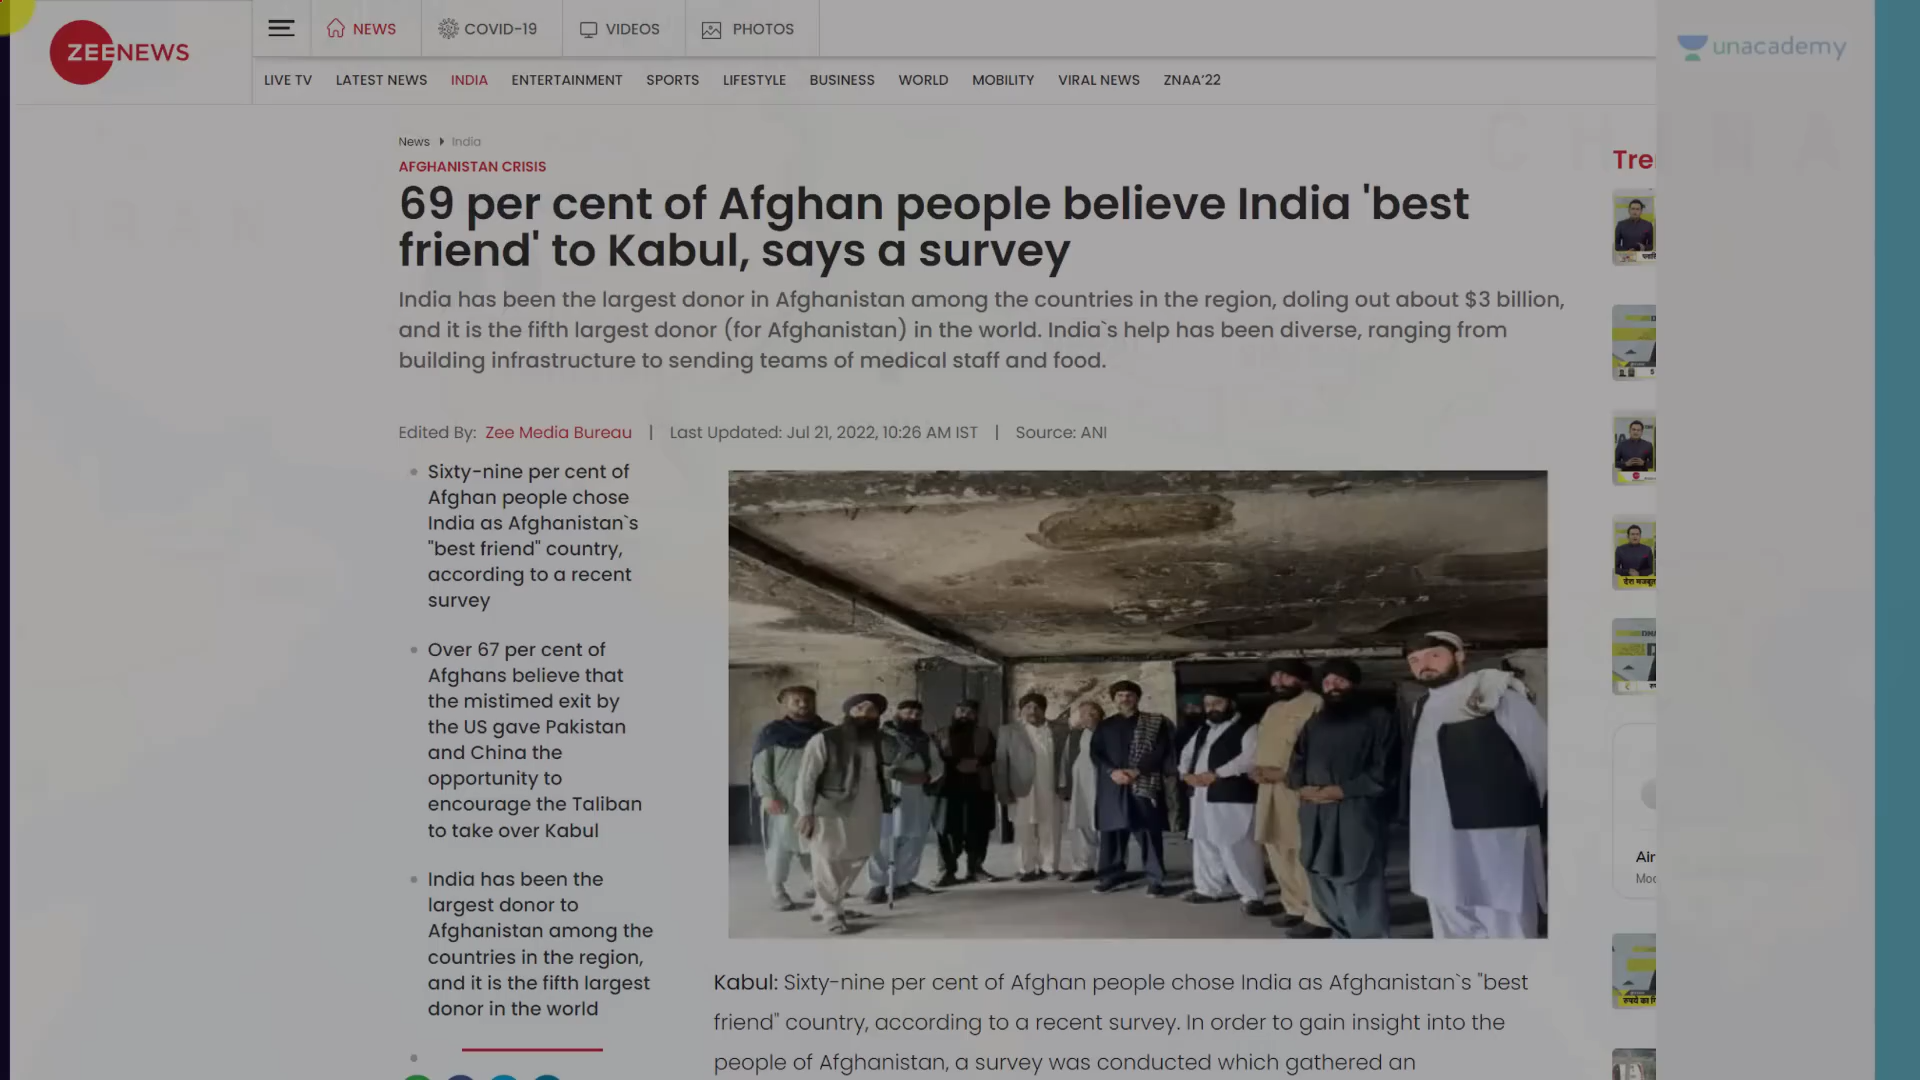 ZEENEWS
NEWS
COVID-19
VIDEOS
PHOTOS
unacademy
LIVE TV
LATEST NEWS
INDIA
ENTERTAINMENT
SPORTS
LIFESTYLE
BUSINESS
WORLD
MOBILITY
VIRAL NEWS
ZNAA'22
CHINA
IRAN
News
India
AFGHANISTAN CRISIS
Tre
69 per cent of Afghan people believe India 'best
friend' to Kabul, says a survey
India has been the largest donor in Afghanistan among the countries in the region, doling out about $3 billion,
and it is the fifth largest donor (for Afghanistan) in the world. India`s help has been diverse, ranging from
building infrastructure to sending teams of medical staff and food.
Edited By: Zee Media Bureau | Last Updated: Jul 21, 2022, 10:26 AM IST | Source: ANI
Sixty-nine per cent of
Afghan people chose
India as Afghanistan`s
"best friend" country,
according to a recent
survey
Over 67 per cent of
Afghans believe that
the mistimed exit by
the US gave Pakistan
and China the
opportunity to
encourage the Taliban
to take over Kabul
India has been the
largest donor to
Afghanistan among the
countries in the region,
and it is the fifth largest
donor in the world
Kabul: Sixty-nine per cent of Afghan people chose India as Afghanistan`s "best
friend" country, according to a recent survey. In order to gain insight into the
people of Afghanistan, a survey was conducted which gathered an
Air
Mod